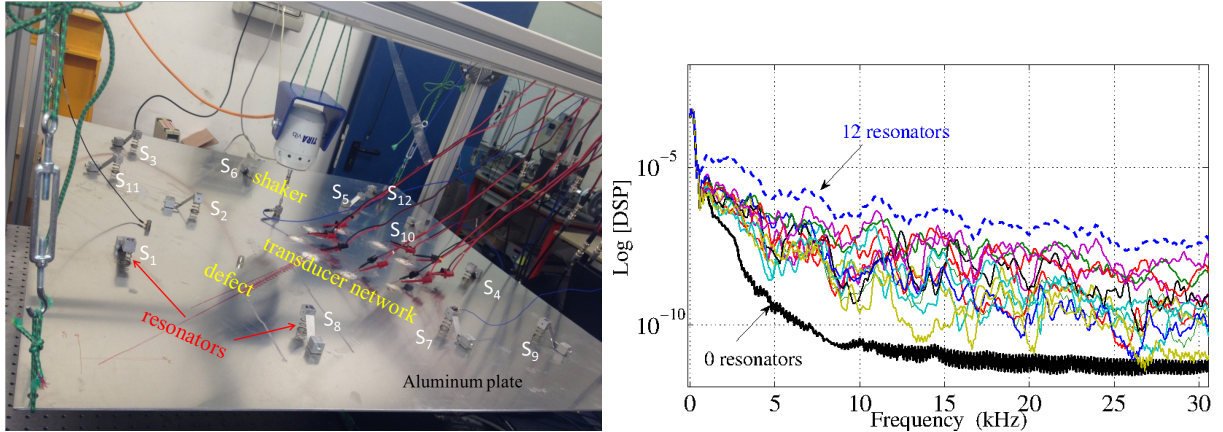 S3
S11
S6
shaker
S2
S5
S12
S10
S1
transducer network
defect
S4
resonators
S8
S7
S9
Aluminum plate
TIRA vib
Log [DSP]
10^-5
10^-10
12 resonators
0 resonators
0 5 10 15 20 25 30
Frequency (kHz)